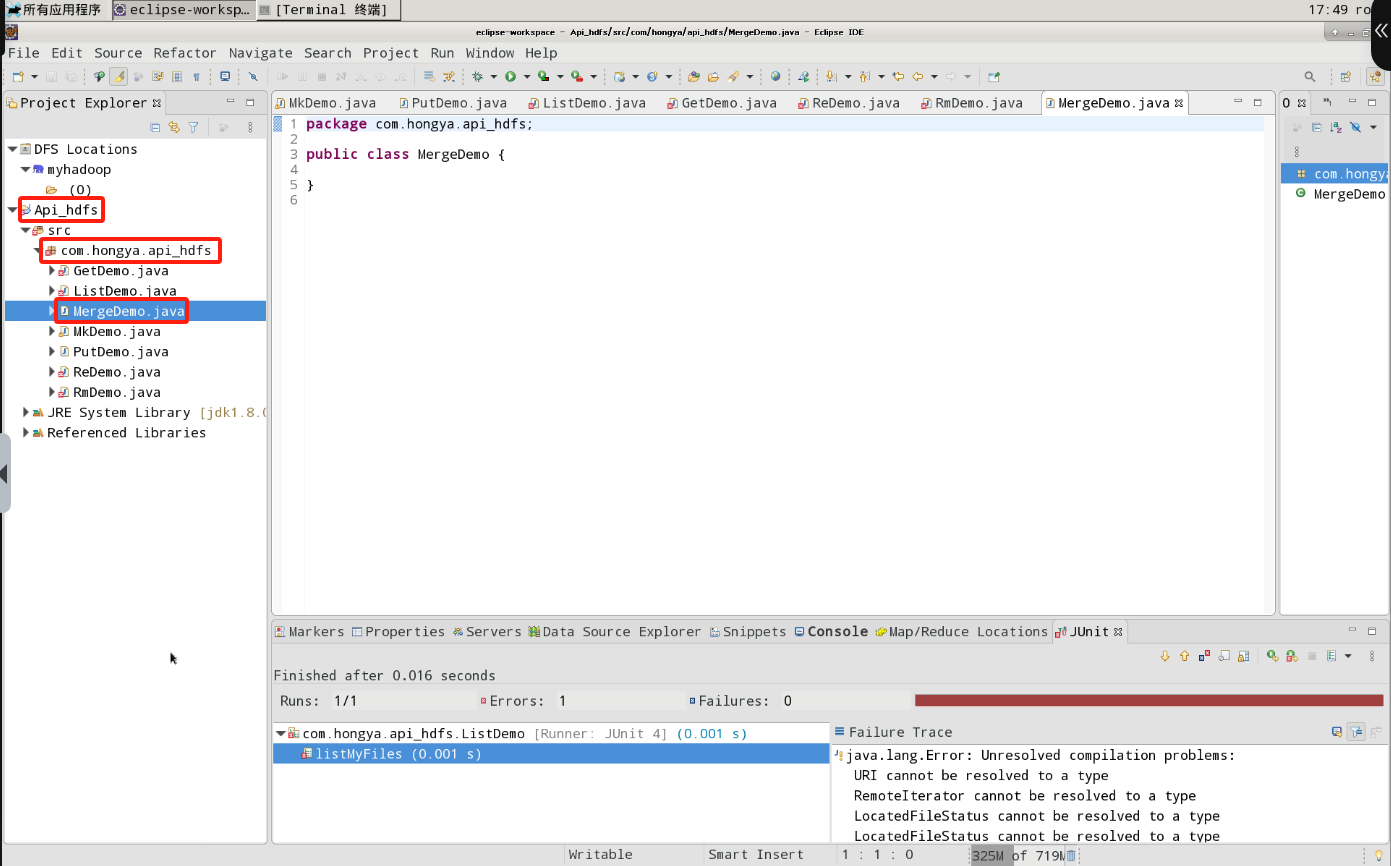 所有应用程序 eclipse-worksp... [Terminal 终端] 17:49
eclipse-workspace - Api_hdfs/src/com/hongya/api_hdfs/MergeDemo.java - Eclipse IDE
File Edit Source Refactor Navigate Search Project Run Window Help
Project Explorer
MkDemo.java PutDemo.java ListDemo.java GetDemo.java ReDemo.java RmDemo.java MergeDemo.java
DFS Locations
myhadoop
(0)
Api_hdfs
src
com.hongya.api_hdfs
GetDemo.java
ListDemo.java
MergeDemo.java
MkDemo.java
PutDemo.java
ReDemo.java
RmDemo.java
JRE System Library [jdk1.8.0
Referenced Libraries
1 package com.hongya.api_hdfs;
2
3 public class MergeDemo {
4
5 }
6
O
com.hongya
MergeDemo
Markers Properties Servers Data Source Explorer Snippets Console Map/Reduce Locations JUnit
Finished after 0.016 seconds
Runs: 1/1 Errors: 1 Failures: 0
com.hongya.api_hdfs.ListDemo [Runner: JUnit 4] (0.001 s)
listMyFiles (0.001 s)
Failure Trace
java.lang.Error: Unresolved compilation problems:
URI cannot be resolved to a type
RemoteIterator cannot be resolved to a type
LocatedFileStatus cannot be resolved to a type
LocatedFileStatus cannot be resolved to a type
Writable Smart Insert 1 : 1 : 0 325M of 719M